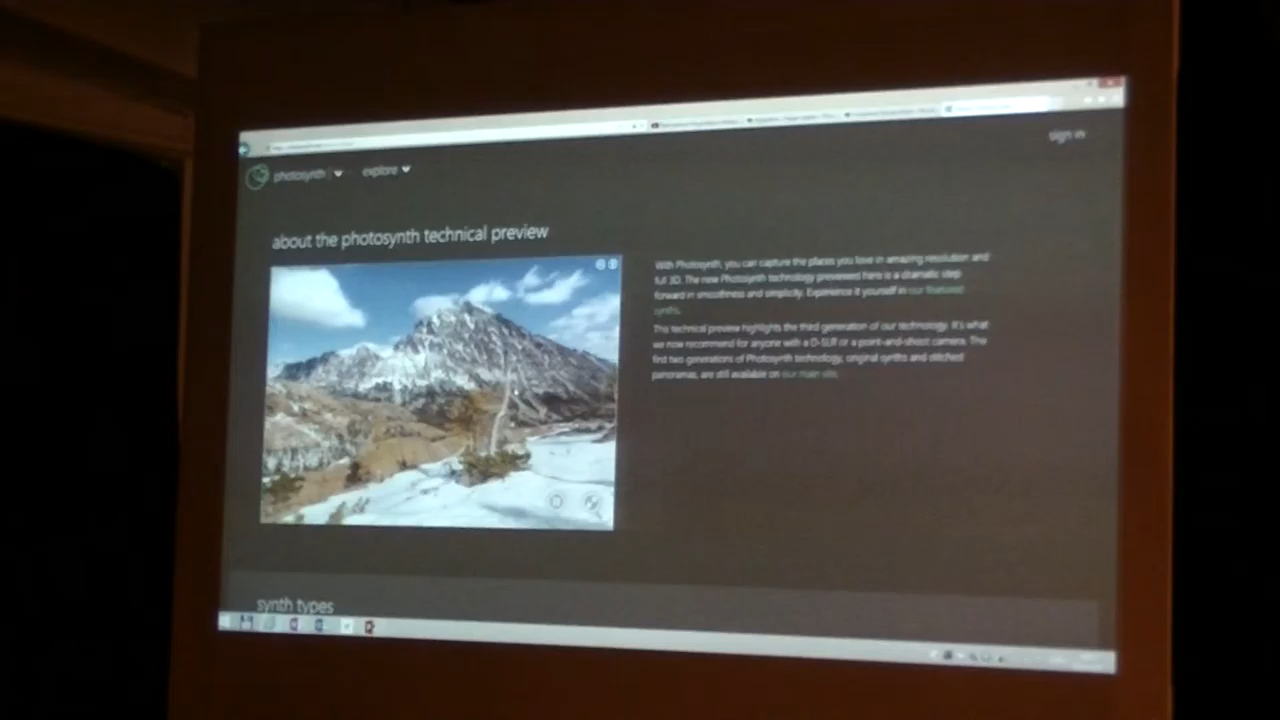 sign in
photosynth explore
about the photosynth technical preview
With Photosynth, you can capture the places you love in amazing resolution and
full 3D. The new Photosynth technology previewed here is a dramatic step
forward in smoothness and simplicity. Experience it yourself in our featured
synths.
This technical preview highlights the third generation of our technology. It's what
we now recommend for anyone with a D-SLR or a point-and-shoot camera. The
first two generations of Photosynth technology, original synths and stitched
panoramas, are still available on our main site.
synth types